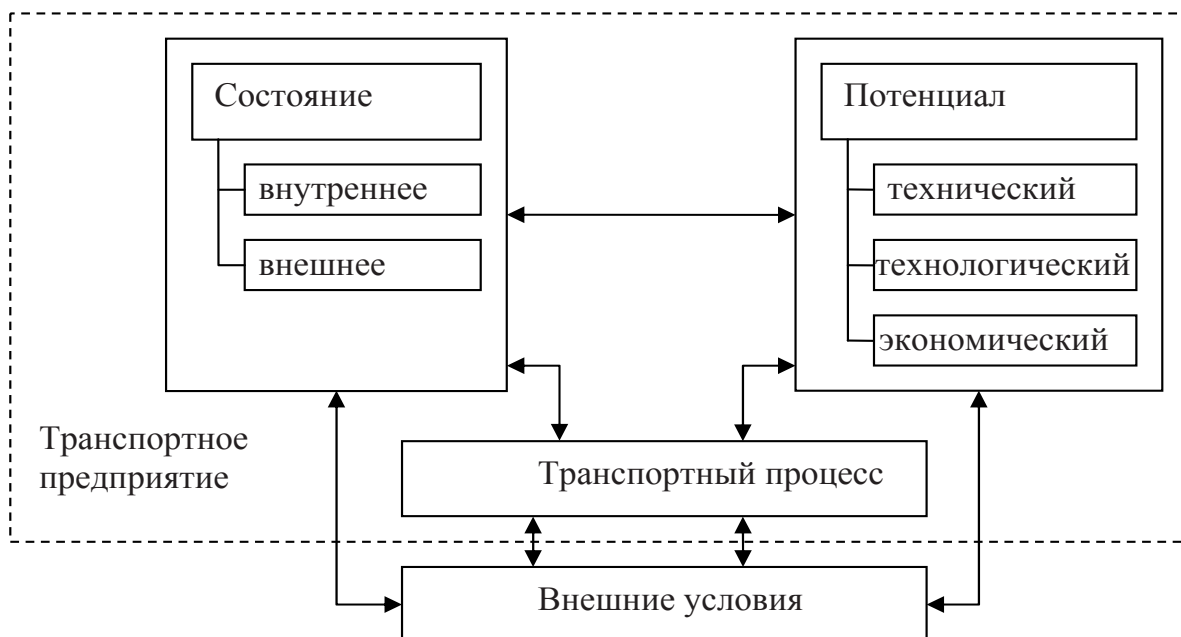 Состояние
внутреннее
внешнее
Потенциал
технический
технологический
экономический
Транспортное
предприятие
Транспортный процесс
Внешние условия